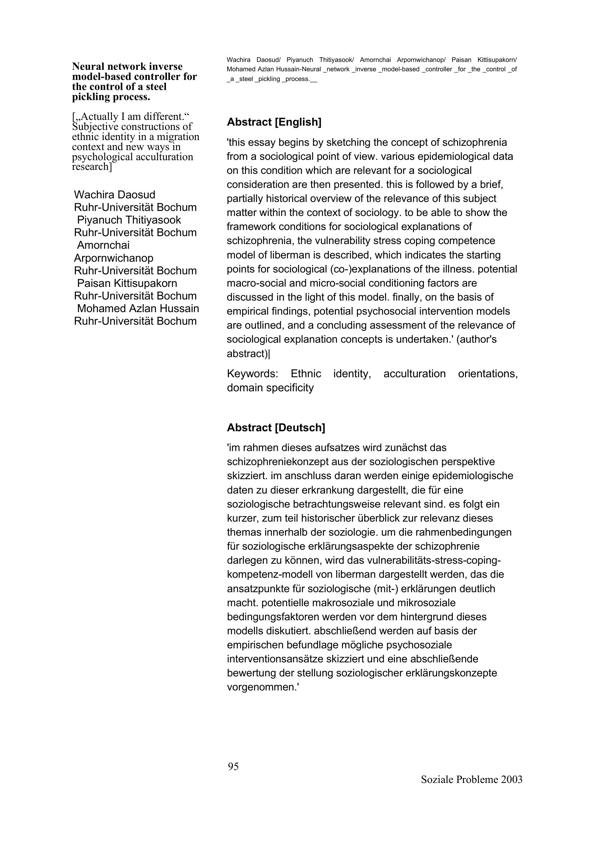 Neural network inverse
model-based controller for
the control of a steel
pickling process.
[„Actually I am different.“
Subjective constructions of
ethnic identity in a migration
context and new ways in
psychological acculturation
research]
Wachira Daosud
Ruhr-Universität Bochum
Piyanuch Thitiyasook
Ruhr-Universität Bochum
Amornchai
Arpornwichanop
Ruhr-Universität Bochum
Paisan Kittisupakorn
Ruhr-Universität Bochum
Mohamed Azlan Hussain
Ruhr-Universität Bochum
Wachira Daosud/ Piyanuch Thitiyasook/ Amornchai Arpornwichanop/ Paisan Kittisupakorn/
Mohamed Azlan Hussain-Neural _network _inverse _model-based _controller _for _the _control _of
_a _steel _pickling _process.__
Abstract [English]
'this essay begins by sketching the concept of schizophrenia
from a sociological point of view. various epidemiological data
on this condition which are relevant for a sociological
consideration are then presented. this is followed by a brief,
partially historical overview of the relevance of this subject
matter within the context of sociology. to be able to show the
framework conditions for sociological explanations of
schizophrenia, the vulnerability stress coping competence
model of liberman is described, which indicates the starting
points for sociological (co-)explanations of the illness. potential
macro-social and micro-social conditioning factors are
discussed in the light of this model. finally, on the basis of
empirical findings, potential psychosocial intervention models
are outlined, and a concluding assessment of the relevance of
sociological explanation concepts is undertaken.' (author's
abstract)|
Keywords: Ethnic identity, acculturation orientations,
domain specificity
Abstract [Deutsch]
'im rahmen dieses aufsatzes wird zunächst das
schizophreniekonzept aus der soziologischen perspektive
skizziert. im anschluss daran werden einige epidemiologische
daten zu dieser erkrankung dargestellt, die für eine
soziologische betrachtungsweise relevant sind. es folgt ein
kurzer, zum teil historischer überblick zur relevanz dieses
themas innerhalb der soziologie. um die rahmenbedingungen
für soziologische erklärungsaspekte der schizophrenie
darlegen zu können, wird das vulnerabilitäts-stress-coping-
kompetenz-modell von liberman dargestellt werden, das die
ansatzpunkte für soziologische (mit-) erklärungen deutlich
macht. potentielle makrosoziale und mikrosoziale
bedingungsfaktoren werden vor dem hintergrund dieses
modells diskutiert. abschließend werden auf basis der
empirischen befundlage mögliche psychosoziale
interventionsansätze skizziert und eine abschließende
bewertung der stellung soziologischer erklärungskonzepte
vorgenommen.'
95
Soziale Probleme 2003